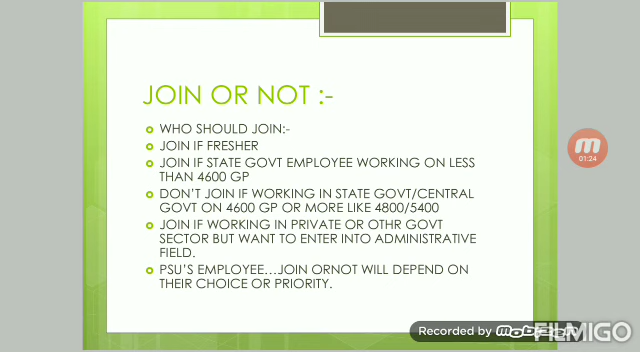 JOIN OR NOT :-
WHO SHOULD JOIN:-
JOIN IF FRESHER
JOIN IF STATE GOVT EMPLOYEE WORKING ON LESS
THAN 4600 GP
DON'T JOIN IF WORKING IN STATE GOVT/CENTRAL
GOVT ON 4600 GP OR MORE LIKE 4800/5400
JOIN IF WORKING IN PRIVATE OR OTHR GOVT
SECTOR BUT WANT TO ENTER INTO ADMINISTRATIVE
FIELD.
PSU'S EMPLOYEE...JOIN ORNOT WILL DEPEND ON
THEIR CHOICE OR PRIORITY.
01:24
Recorded by
FILMIGO